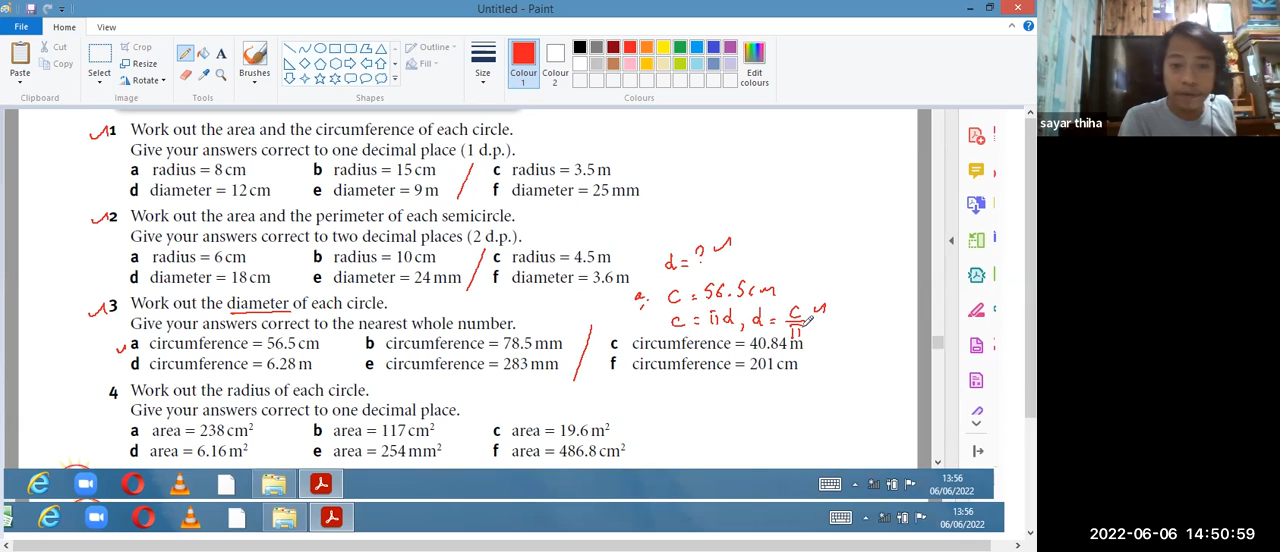 Untitled - Paint
File Home View
Paste Cut Copy Select Crop Resize Rotate Brushes Outline Fill Size Colour 1 Colour 2 Edit colours
Clipboard Image Tools Shapes Colours
sayar thiha
1 Work out the area and the circumference of each circle.
Give your answers correct to one decimal place (1 d.p.).
a radius = 8 cm b radius = 15 cm c radius = 3.5 m
d diameter = 12 cm e diameter = 9 m f diameter = 25 mm
2 Work out the area and the perimeter of each semicircle.
Give your answers correct to two decimal places (2 d.p.).
a radius = 6 cm b radius = 10 cm c radius = 4.5 m
d diameter = 18 cm e diameter = 24 mm f diameter = 3.6 m
d = ?
3 Work out the diameter of each circle.
Give your answers correct to the nearest whole number.
a. C = 56.5 cm
C = πd, d = C/π
a circumference = 56.5 cm b circumference = 78.5 mm c circumference = 40.84 m
d circumference = 6.28 m e circumference = 283 mm f circumference = 201 cm
4 Work out the radius of each circle.
Give your answers correct to one decimal place.
a area = 238 cm² b area = 117 cm² c area = 19.6 m²
d area = 6.16 m² e area = 254 mm² f area = 486.8 cm²
13:56
06/06/2022
13:56
06/06/2022
2022-06-06 14:50:59